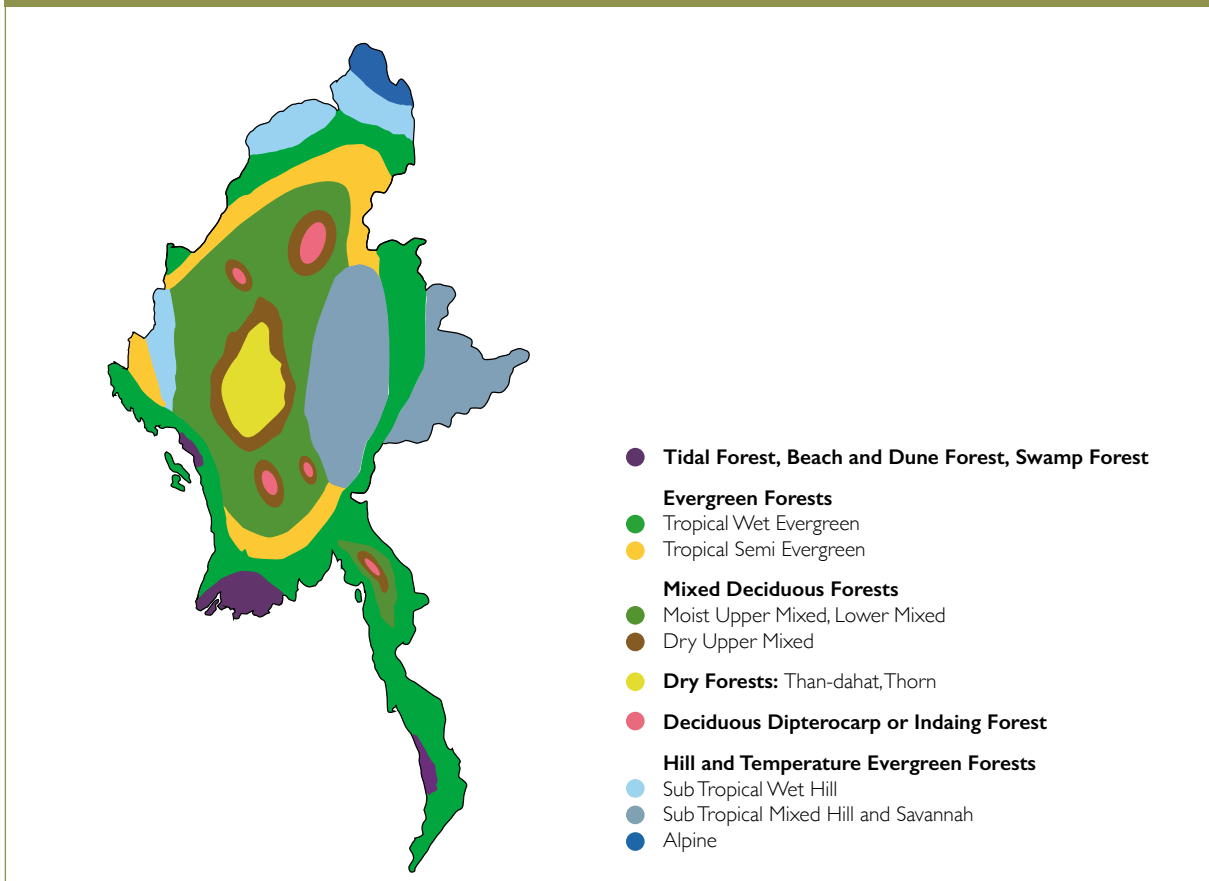 Tidal Forest, Beach and Dune Forest, Swamp Forest
Evergreen Forests
Tropical Wet Evergreen
Tropical Semi Evergreen
Mixed Deciduous Forests
Moist Upper Mixed, Lower Mixed
Dry Upper Mixed
Dry Forests: Than-dahat, Thorn
Deciduous Dipterocarp or Indaing Forest
Hill and Temperature Evergreen Forests
Sub Tropical Wet Hill
Sub Tropical Mixed Hill and Savannah
Alpine